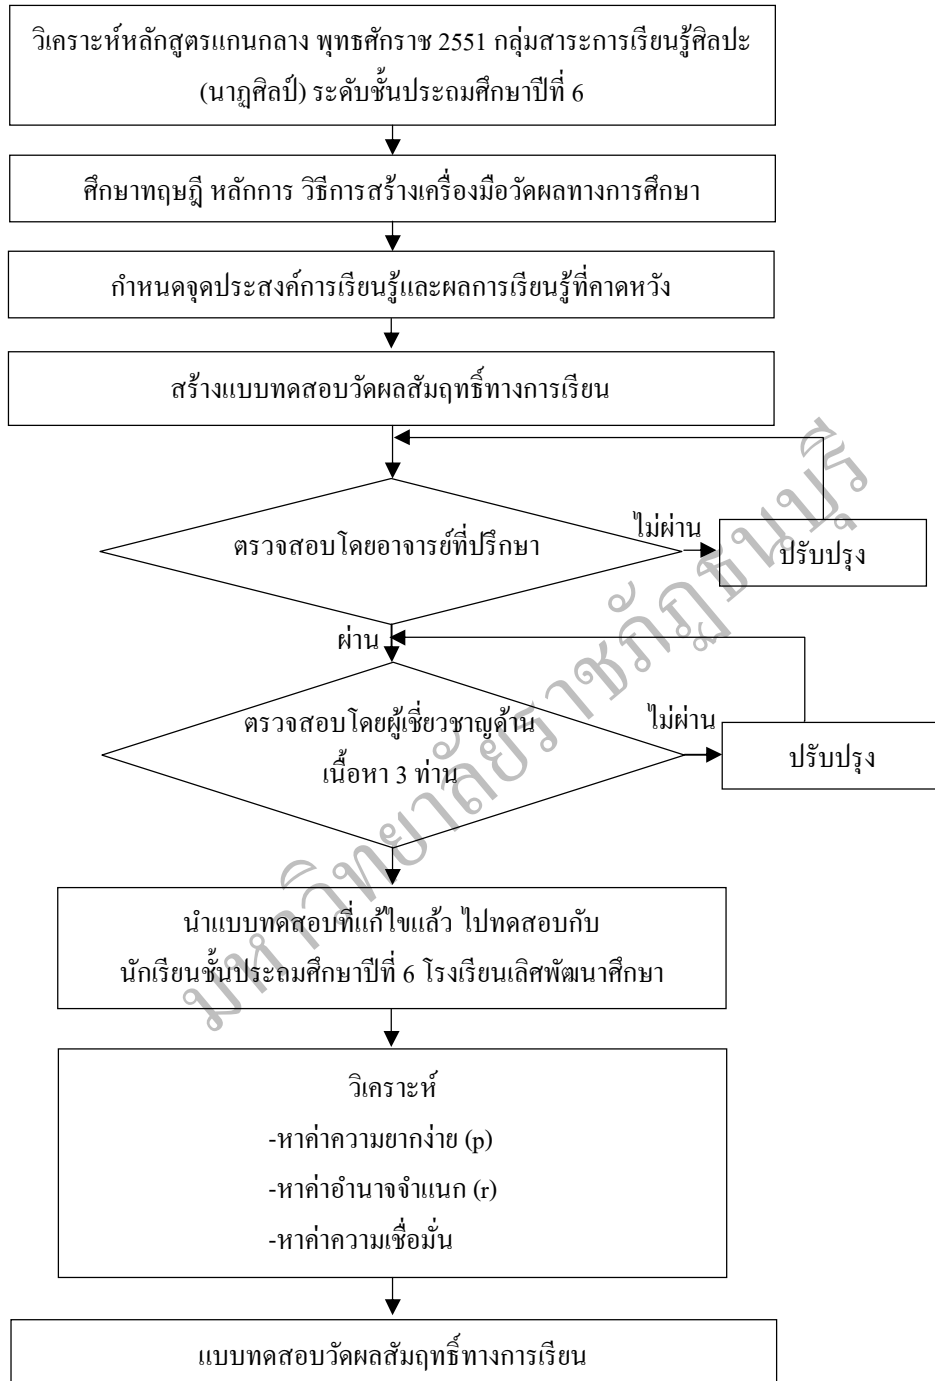 วิเคราะห์หลักสูตรแกนกลาง พุทธศักราช 2551 กลุ่มสาระการเรียนรู้ศิลปะ
(นาฏศิลป์) ระดับชั้นประถมศึกษาปีที่ 6
ศึกษาทฤษฎี หลักการ วิธีการสร้างเครื่องมือวัดผลทางการศึกษา
กำหนดจุดประสงค์การเรียนรู้และผลการเรียนรู้ที่คาดหวัง
สร้างแบบทดสอบวัดผลสัมฤทธิ์ทางการเรียน
ตรวจสอบโดยอาจารย์ที่ปรึกษา
ไม่ผ่าน
ปรับปรุง
ผ่าน
ตรวจสอบโดยผู้เชี่ยวชาญด้าน
เนื้อหา 3 ท่าน
ไม่ผ่าน
ปรับปรุง
นำแบบทดสอบที่แก้ไขแล้ว ไปทดสอบกับ
นักเรียนชั้นประถมศึกษาปีที่ 6 โรงเรียนเลิศพัฒนาศึกษา
วิเคราะห์
-หาค่าความยากง่าย (p)
-หาค่าอำนาจจำแนก (r)
-หาค่าความเชื่อมั่น
แบบทดสอบวัดผลสัมฤทธิ์ทางการเรียน
มหาวิทยาลัยราชภัฏธนบุรี